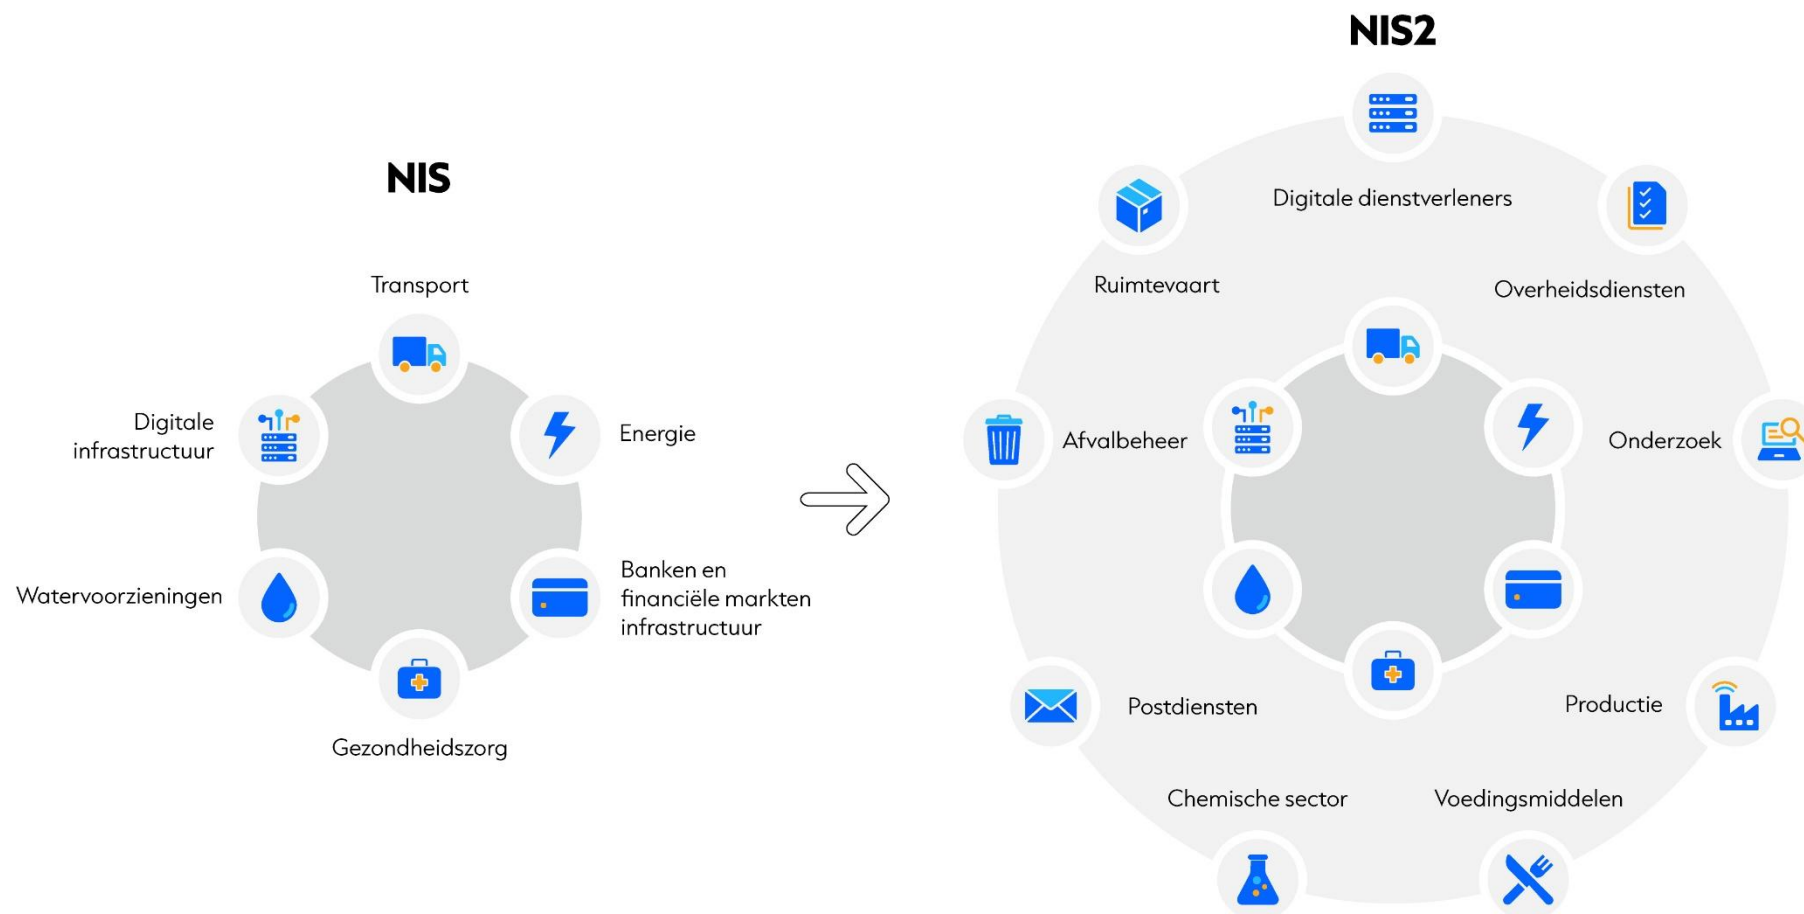 NIS
Transport
Digitale
infrastructuur
Energie
Watervoorzieningen
Banken en
financiële markten
infrastructuur
Gezondheidszorg
NIS2
Digitale dienstverleners
Ruimtevaart
Overheidsdiensten
Afvalbeheer
Onderzoek
Postdiensten
Productie
Chemische sector
Voedingsmiddelen